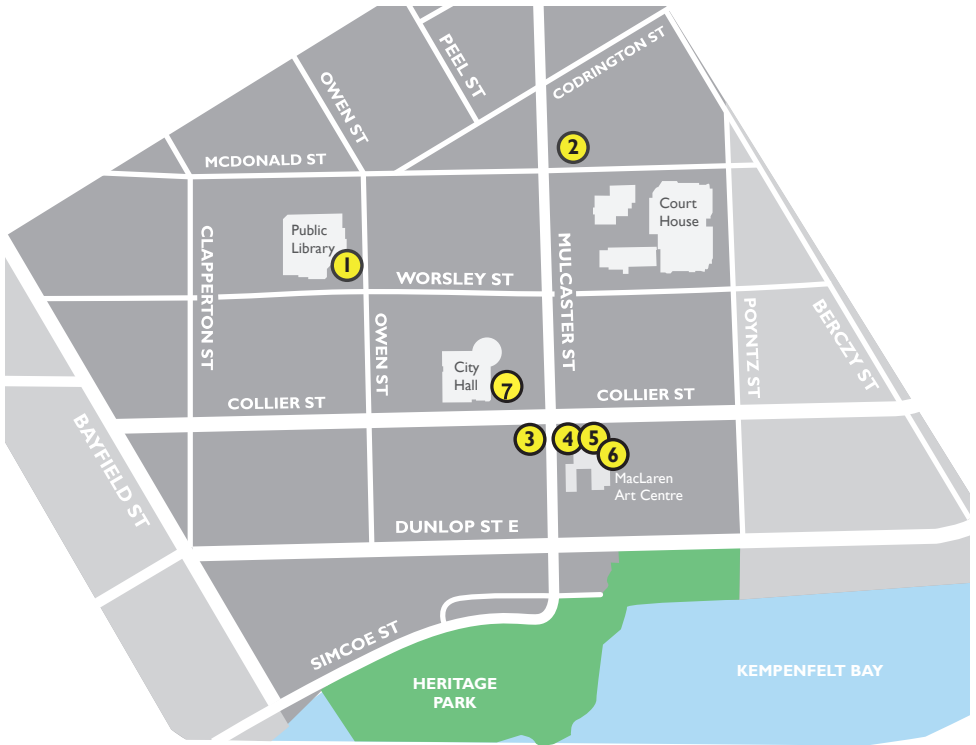 PEEL ST
CODRINGTON ST
OWEN ST
2
MCDONALD ST
Court
House
Public
Library
1
CLAPPERTON ST
MULCASTER ST
WORSLEY ST
POYNTZ ST
BERCZY ST
OWEN ST
City
Hall
7
COLLIER ST
COLLIER ST
BAYFIELD ST
3
4
5
6
MacLaren
Art Centre
DUNLOP ST E
SIMCOE ST
HERITAGE
PARK
KEMPENFELT BAY